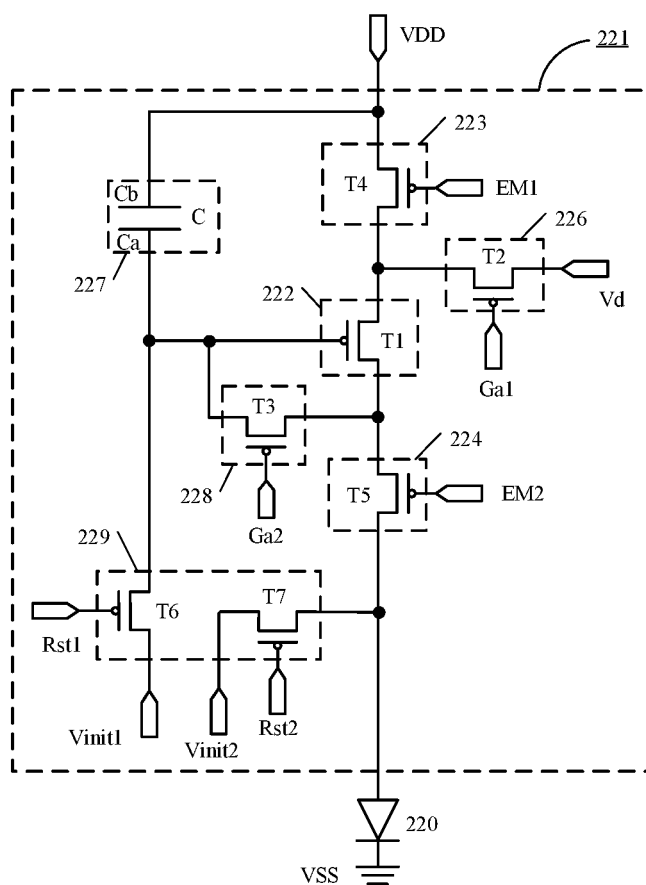 VDD
221
223
Cb
C
T4
EM1
Ca
226
227
T2
222
Vd
T1
Ga1
T3
224
228
T5
EM2
Ga2
229
T7
T6
Rst1
Rst2
Vinit1
Vinit2
220
VSS